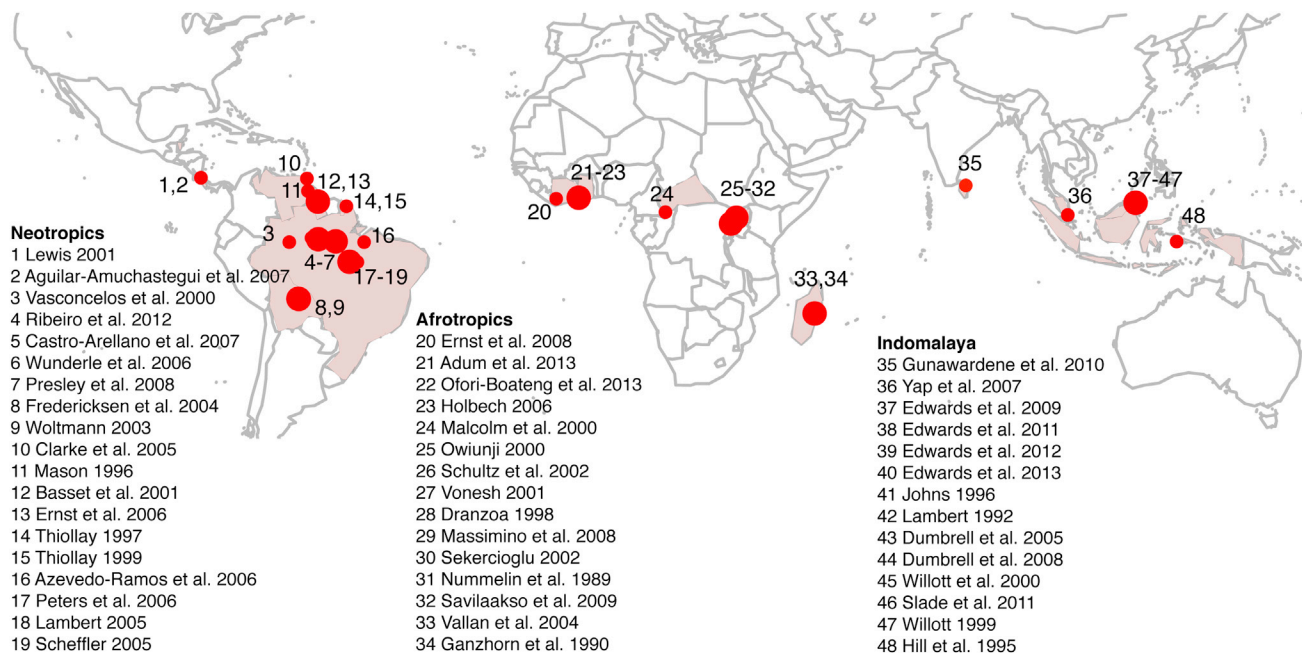 10
12,13
1,2
11
14,15
3
16
4-7
17-19
8,9
21-23
24
25-32
20
33,34
35
37-47
36
48
Neotropics
1 Lewis 2001
2 Aguilar-Amuchastegui et al. 2007
3 Vasconcelos et al. 2000
4 Ribeiro et al. 2012
5 Castro-Arellano et al. 2007
6 Wunderle et al. 2006
7 Presley et al. 2008
8 Fredericksen et al. 2004
9 Woltmann 2003
10 Clarke et al. 2005
11 Mason 1996
12 Basset et al. 2001
13 Ernst et al. 2006
14 Thiollay 1997
15 Thiollay 1999
16 Azevedo-Ramos et al. 2006
17 Peters et al. 2006
18 Lambert 2005
19 Scheffler 2005
Afrotropics
20 Ernst et al. 2008
21 Adum et al. 2013
22 Ofori-Boateng et al. 2013
23 Holbech 2006
24 Malcolm et al. 2000
25 Owiunji 2000
26 Schultz et al. 2002
27 Vonesh 2001
28 Dranzoa 1998
29 Massimino et al. 2008
30 Sekercioglu 2002
31 Nummelin et al. 1989
32 Savilaakso et al. 2009
33 Vallan et al. 2004
34 Ganzhorn et al. 1990
Indomalaya
35 Gunawardene et al. 2010
36 Yap et al. 2007
37 Edwards et al. 2009
38 Edwards et al. 2011
39 Edwards et al. 2012
40 Edwards et al. 2013
41 Johns 1996
42 Lambert 1992
43 Dumbrell et al. 2005
44 Dumbrell et al. 2008
45 Willott et al. 2000
46 Slade et al. 2011
47 Willott 1999
48 Hill et al. 1995